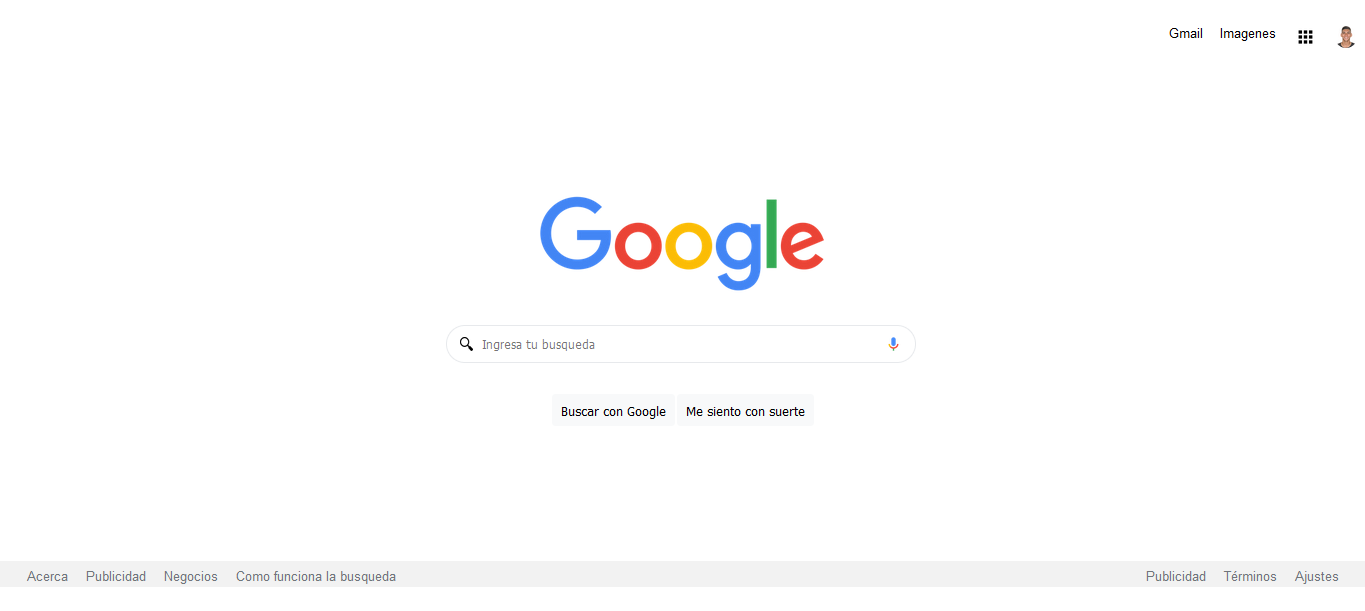 Gmail Imagenes
Google
Ingresa tu busqueda
Buscar con Google Me siento con suerte
Acerca Publicidad Negocios Como funciona la busqueda Publicidad Términos Ajustes